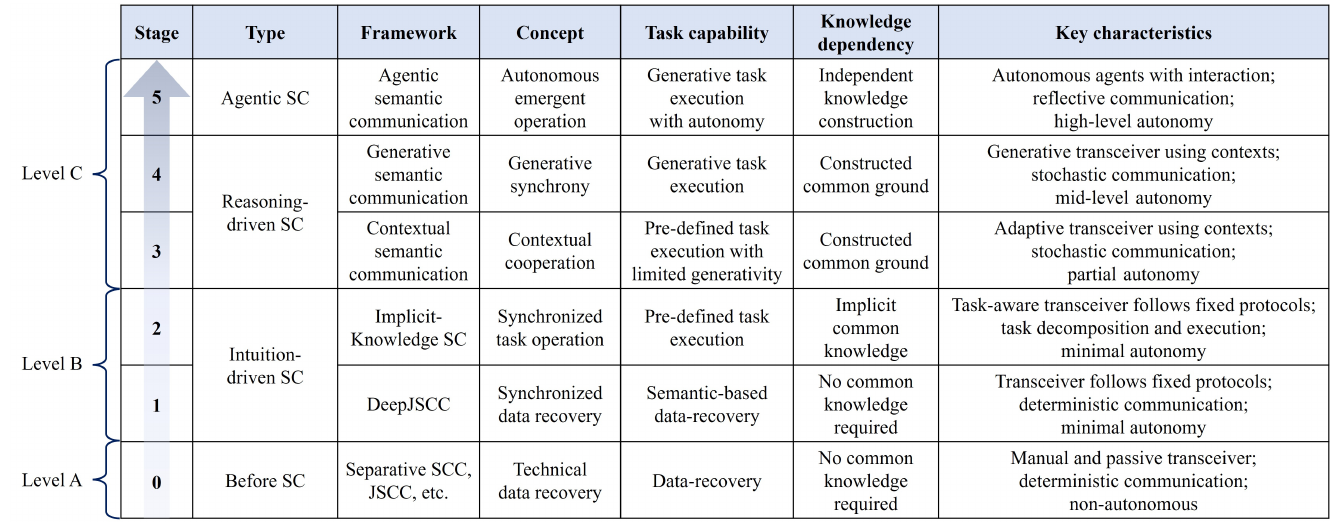 Stage
Type
Framework
Concept
Task capability
Knowledge
dependency
Key characteristics
Level C
5
Agentic SC
Agentic
semantic
communication
Autonomous
emergent
operation
Generative task
execution
with autonomy
Independent
knowledge
construction
Autonomous agents with interaction;
reflective communication;
high-level autonomy
4
Reasoning-
driven SC
Generative
semantic
communication
Generative
synchrony
Generative task
execution
Constructed
common ground
Generative transceiver using contexts;
stochastic communication;
mid-level autonomy
3
Contextual
semantic
communication
Contextual
cooperation
Pre-defined task
execution with
limited generativity
Constructed
common ground
Adaptive transceiver using contexts;
stochastic communication;
partial autonomy
Level B
2
Intuition-
driven SC
Implicit-
Knowledge SC
Synchronized
task operation
Pre-defined task
execution
Implicit
common
knowledge
Task-aware transceiver follows fixed protocols;
task decomposition and execution;
minimal autonomy
1
DeepJSCC
Synchronized
data recovery
Semantic-based
data-recovery
No common
knowledge
required
Transceiver follows fixed protocols;
deterministic communication;
minimal autonomy
Level A
0
Before SC
Separative SCC,
JSCC, etc.
Technical
data recovery
Data-recovery
No common
knowledge
required
Manual and passive transceiver;
deterministic communication;
non-autonomous